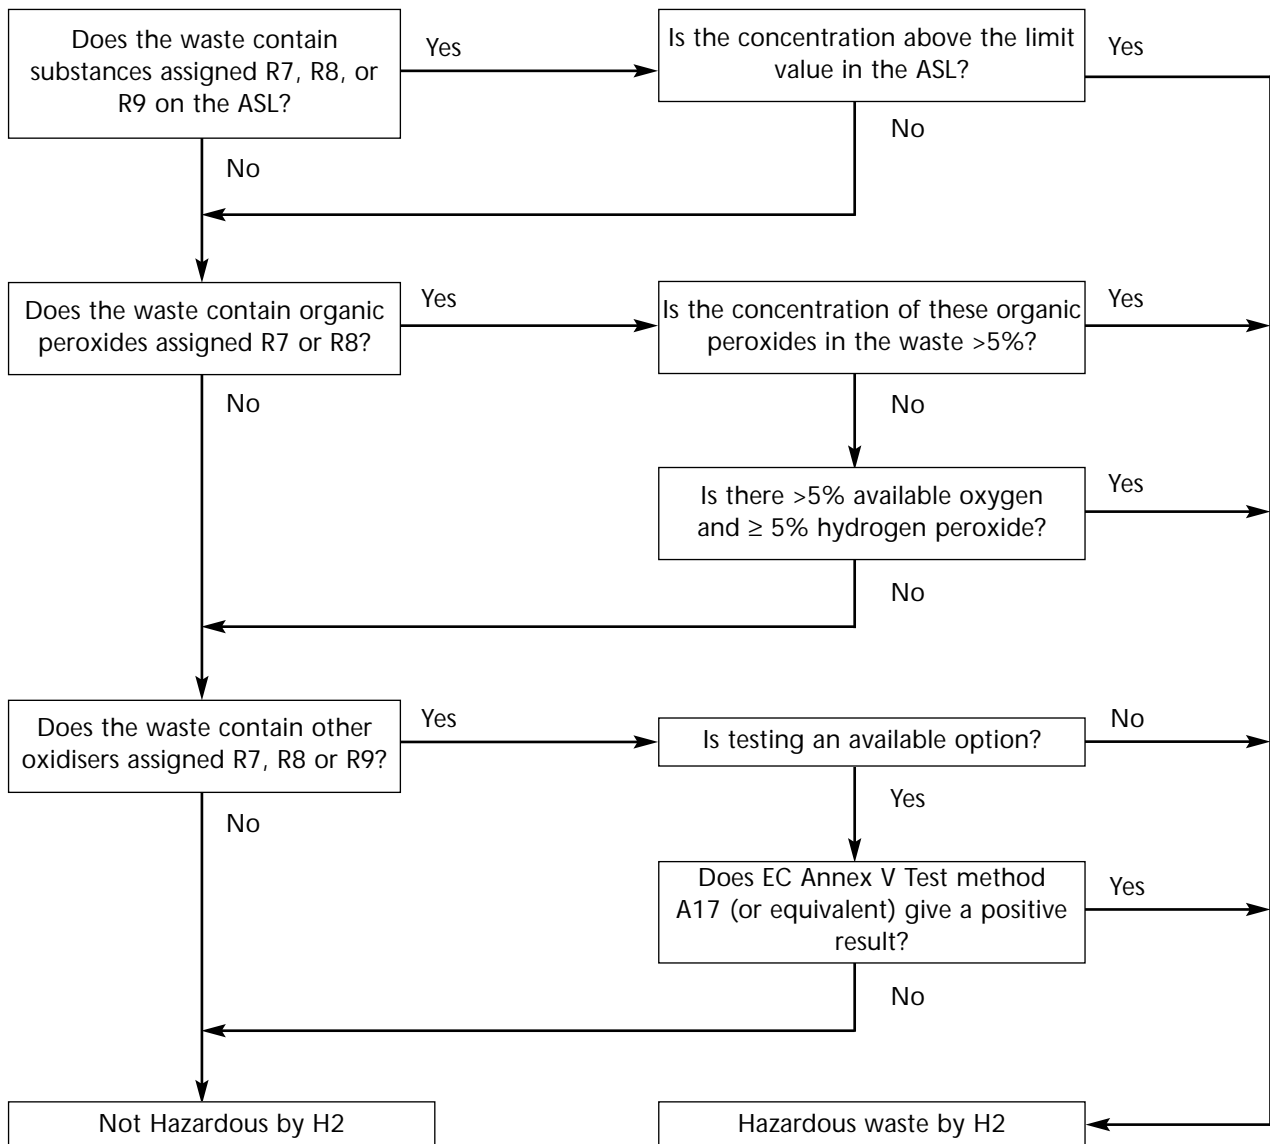 Does the waste contain
substances assigned R7, R8, or
R9 on the ASL?
Yes
Is the concentration above the limit
value in the ASL?
Yes
No
No
Does the waste contain organic
peroxides assigned R7 or R8?
Yes
Is the concentration of these organic
peroxides in the waste >5%?
Yes
No
No
Is there >5% available oxygen
and ≥ 5% hydrogen peroxide?
Yes
No
Does the waste contain other
oxidisers assigned R7, R8 or R9?
Yes
Is testing an available option?
No
Yes
No
Does EC Annex V Test method
A17 (or equivalent) give a positive
result?
Yes
No
Not Hazardous by H2
Hazardous waste by H2